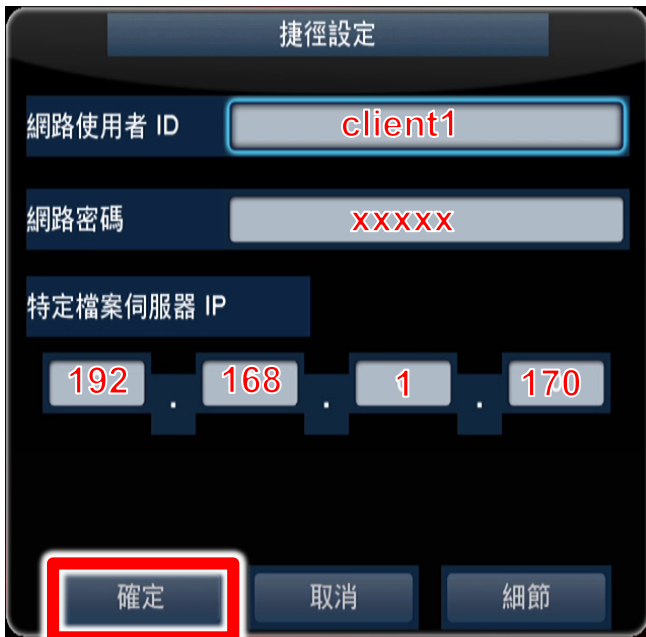 捷徑設定
網路使用者 ID client1
網路密碼 xxxxx
特定檔案伺服器 IP
192 . 168 . 1 . 170
確定 取消 細節